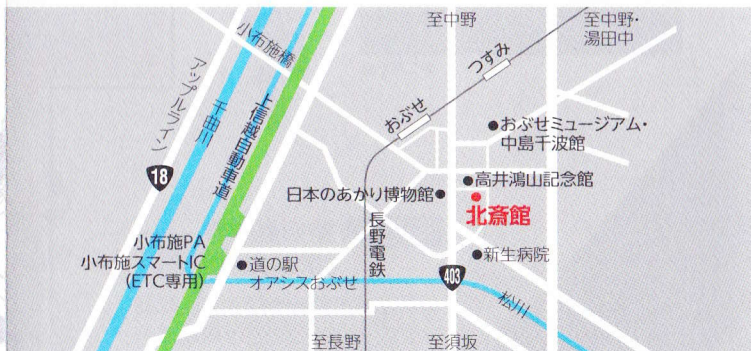 至中野
至中野・
湯田中
小布施橋
アップルライン
千曲川
上信越自動車道
18
つすみ
おぶせ
おぶせミュージアム・
中島千波館
高井鴻山記念館
日本のあかり博物館
北斎館
長野電鉄
小布施PA
小布施スマートIC
(ETC専用)
道の駅
オアシスおぶせ
新生病院
403
松川
至長野
至須坂